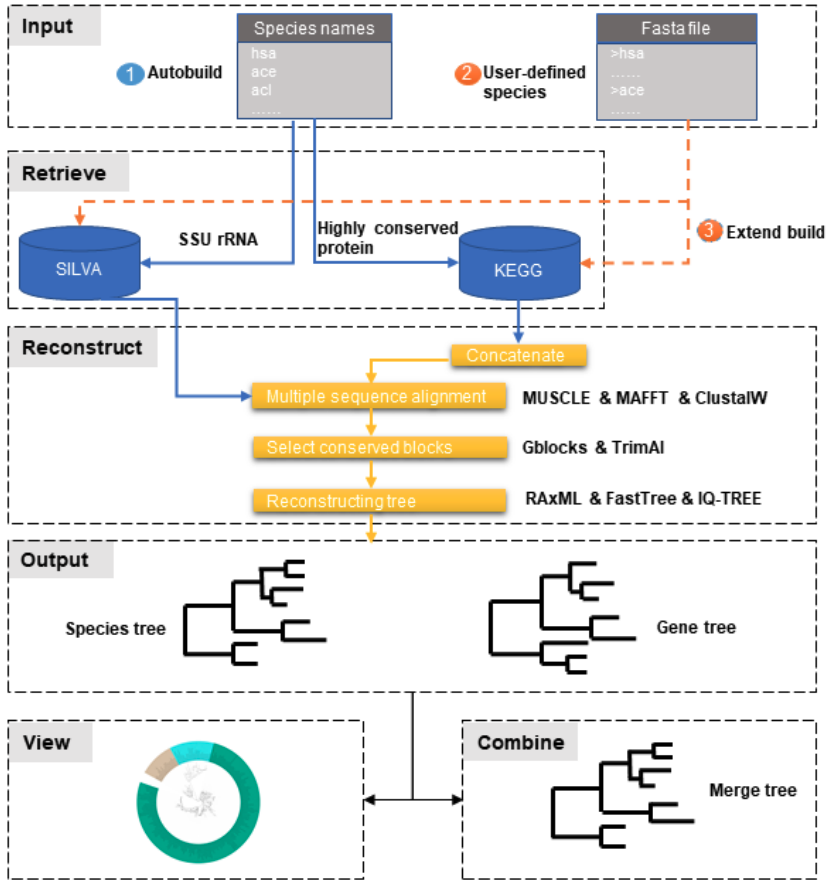 Input
1 Autobuild
Species names
hsa
ace
acl
......
2 User-defined
species
Fasta file
>hsa
......
>ace
......
Retrieve
SSU rRNA
Highly conserved
protein
SILVA
KEGG
3 Extend build
Reconstruct
Concatenate
Multiple sequence alignment
MUSCLE & MAFFT & ClustalW
Select conserved blocks
Gblocks & TrimAl
Reconstructing tree
RAxML & FastTree & IQ-TREE
Output
Species tree
Gene tree
View
Combine
Merge tree